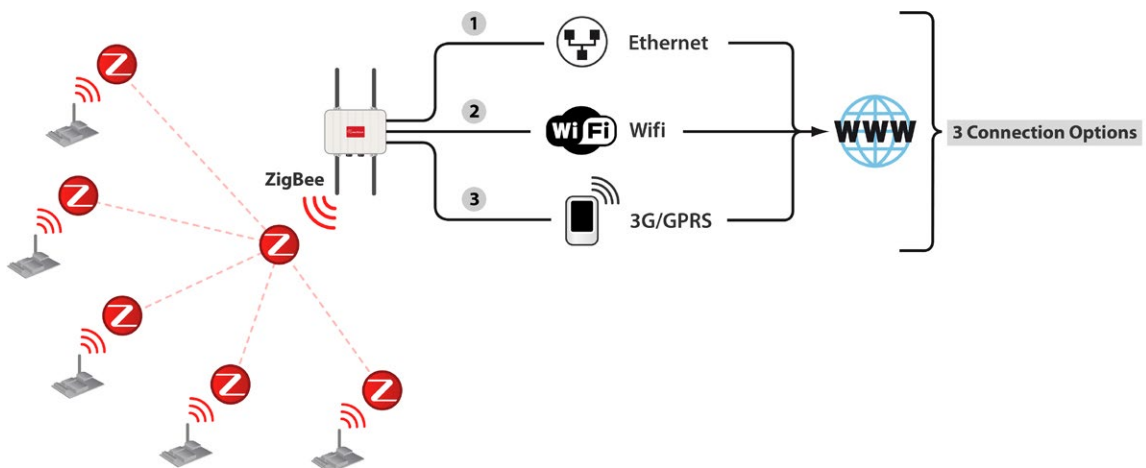 1
Ethernet
2
WiFi
Wifi
WWW
3 Connection Options
ZigBee
3
3G/GPRS
Z
Z
Z
Z
Z
Z